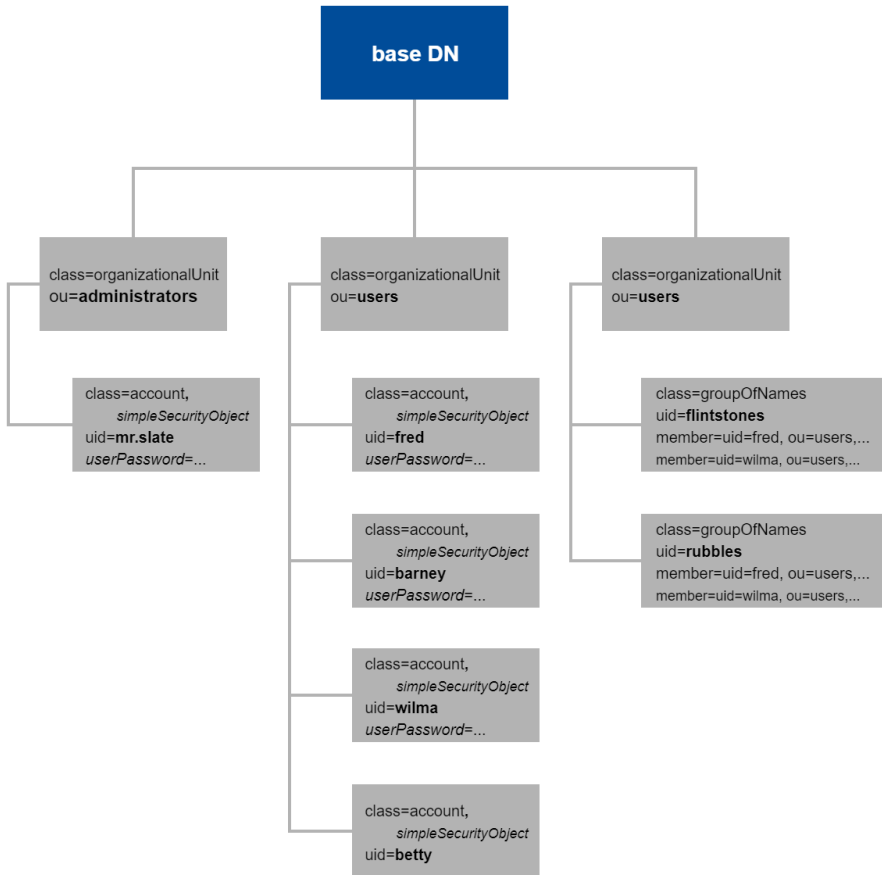 base DN
class=organizationalUnit
ou=administrators
class=account,
simpleSecurityObject
uid=mr.slate
userPassword=...
class=organizationalUnit
ou=users
class=account,
simpleSecurityObject
uid=fred
userPassword=...
class=account,
simpleSecurityObject
uid=barney
userPassword=...
class=account,
simpleSecurityObject
uid=wilma
userPassword=...
class=account,
simpleSecurityObject
uid=betty
class=organizationalUnit
ou=users
class=groupOfNames
uid=flintstones
member=uid=fred, ou=users,...
member=uid=wilma, ou=users,...
class=groupOfNames
uid=rubbles
member=uid=fred, ou=users,...
member=uid=wilma, ou=users,...